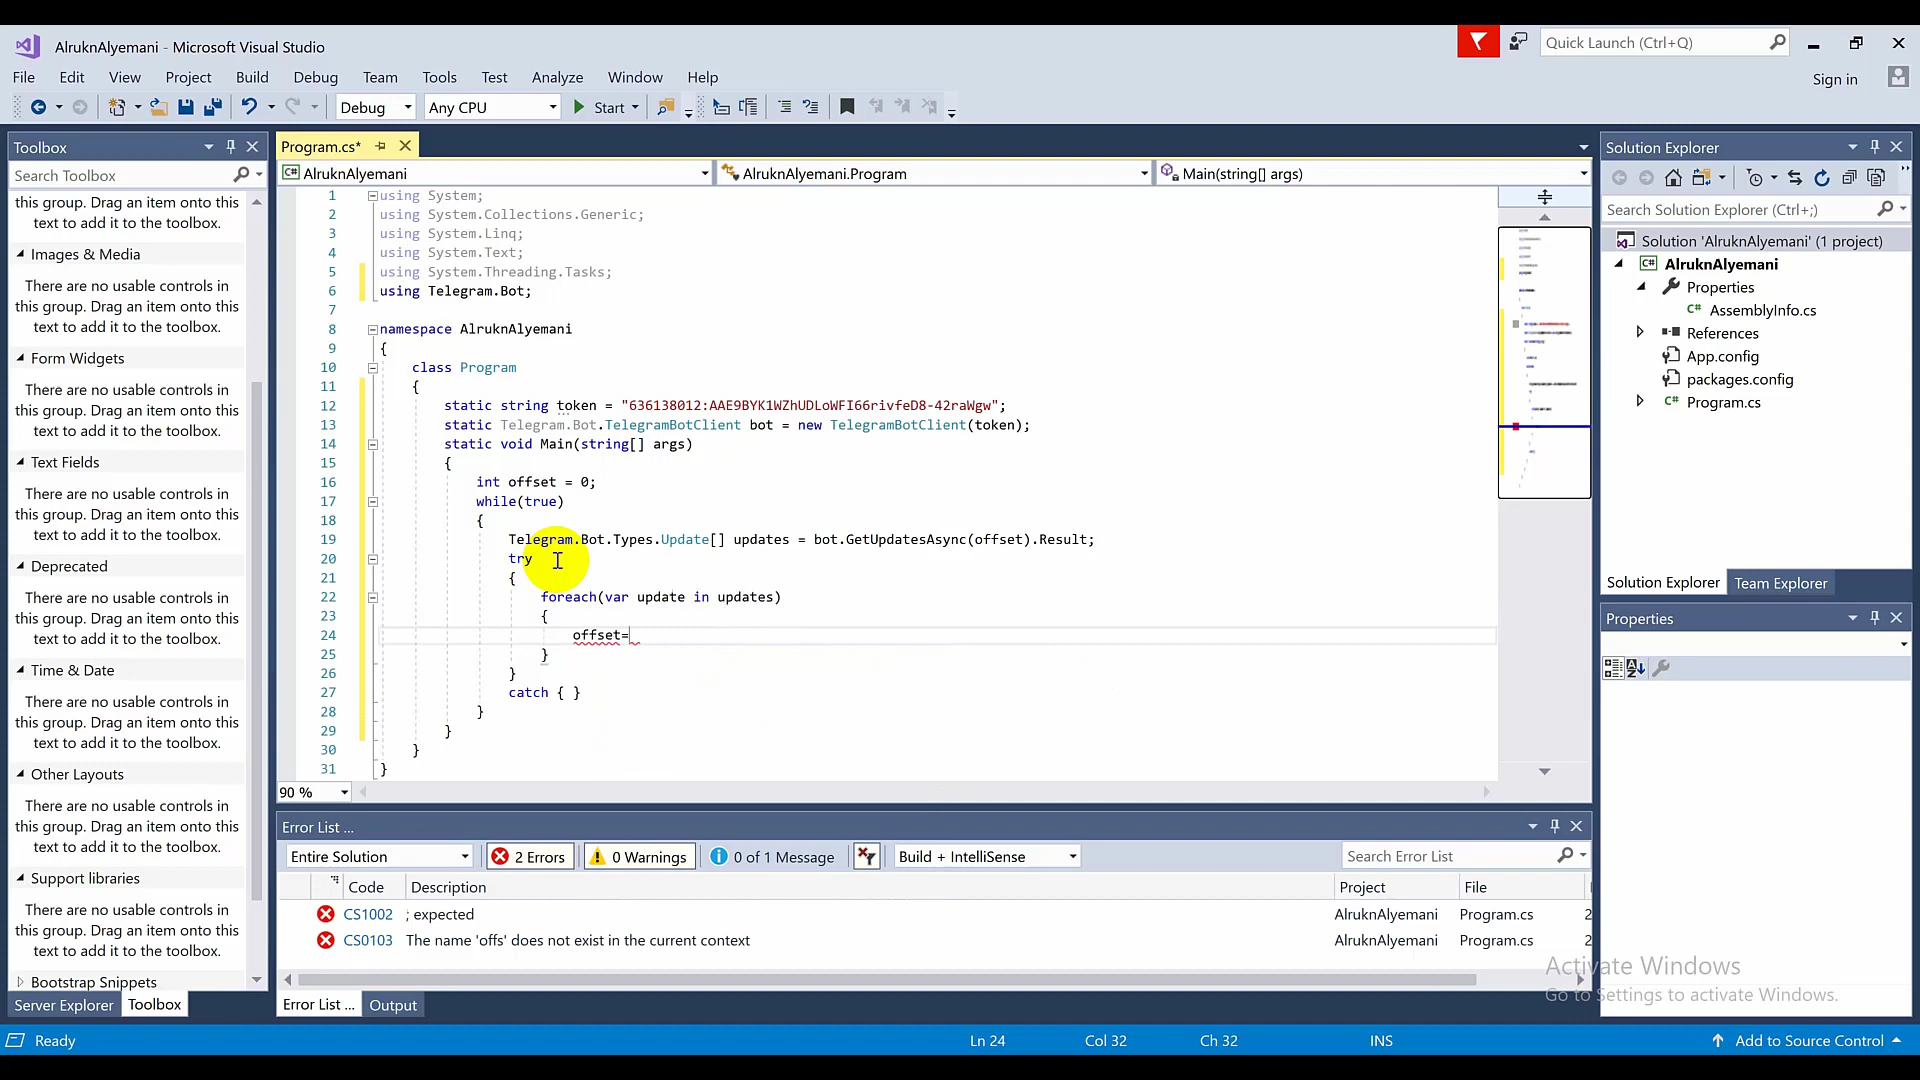 AlruknAlyemani - Microsoft Visual Studio
Quick Launch (Ctrl+Q)
File Edit View Project Build Debug Team Tools Test Analyze Window Help
Sign in
Debug Any CPU Start
Toolbox
Search Toolbox
this group. Drag an item onto this
text to add it to the toolbox.
Images & Media
There are no usable controls in
this group. Drag an item onto this
text to add it to the toolbox.
Form Widgets
There are no usable controls in
this group. Drag an item onto this
text to add it to the toolbox.
Text Fields
There are no usable controls in
this group. Drag an item onto this
text to add it to the toolbox.
Deprecated
There are no usable controls in
this group. Drag an item onto this
text to add it to the toolbox.
Time & Date
There are no usable controls in
this group. Drag an item onto this
text to add it to the toolbox.
Other Layouts
There are no usable controls in
this group. Drag an item onto this
text to add it to the toolbox.
Support libraries
There are no usable controls in
this group. Drag an item onto this
text to add it to the toolbox.
Bootstrap Snippets
Server Explorer Toolbox
Program.cs*
AlruknAlyemani AlruknAlyemani.Program Main(string[] args)
1 using System;
2 using System.Collections.Generic;
3 using System.Linq;
4 using System.Text;
5 using System.Threading.Tasks;
6 using Telegram.Bot;
7
8 namespace AlruknAlyemani
9 {
10 class Program
11 {
12 static string token = "636138012:AAE9BYK1WZhUDLoWFI66rivfeD8-42raWgw";
13 static Telegram.Bot.TelegramBotClient bot = new TelegramBotClient(token);
14 static void Main(string[] args)
15 {
16 int offset = 0;
17 while(true)
18 {
19 Telegram.Bot.Types.Update[] updates = bot.GetUpdatesAsync(offset).Result;
20 try
21 {
22 foreach(var update in updates)
23 {
24 offset=
25 }
26 }
27 catch { }
28 }
29 }
30 }
31 }
90 %
Error List ...
Entire Solution 2 Errors 0 Warnings 0 of 1 Message Build + IntelliSense Search Error List
Code Description Project File
CS1002 ; expected AlruknAlyemani Program.cs 2
CS0103 The name 'offs' does not exist in the current context AlruknAlyemani Program.cs 2
Error List ... Output
Solution Explorer
Search Solution Explorer (Ctrl+;)
Solution 'AlruknAlyemani' (1 project)
C# AlruknAlyemani
Properties
C# AssemblyInfo.cs
References
App.config
packages.config
C# Program.cs
Solution Explorer Team Explorer
Properties
Activate Windows
Go to Settings to activate Windows.
Ready Ln 24 Col 32 Ch 32 INS Add to Source Control